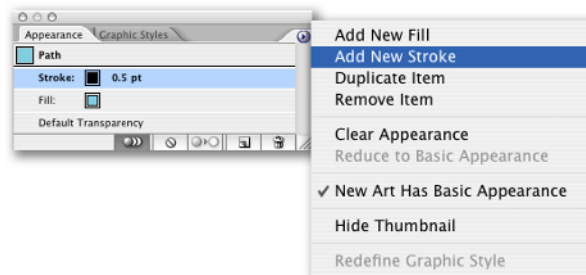 Appearance Graphic Styles
Path
Stroke: 0.5 pt
Fill:
Default Transparency
Add New Fill
Add New Stroke
Duplicate Item
Remove Item
Clear Appearance
Reduce to Basic Appearance
✓ New Art Has Basic Appearance
Hide Thumbnail
Redefine Graphic Style